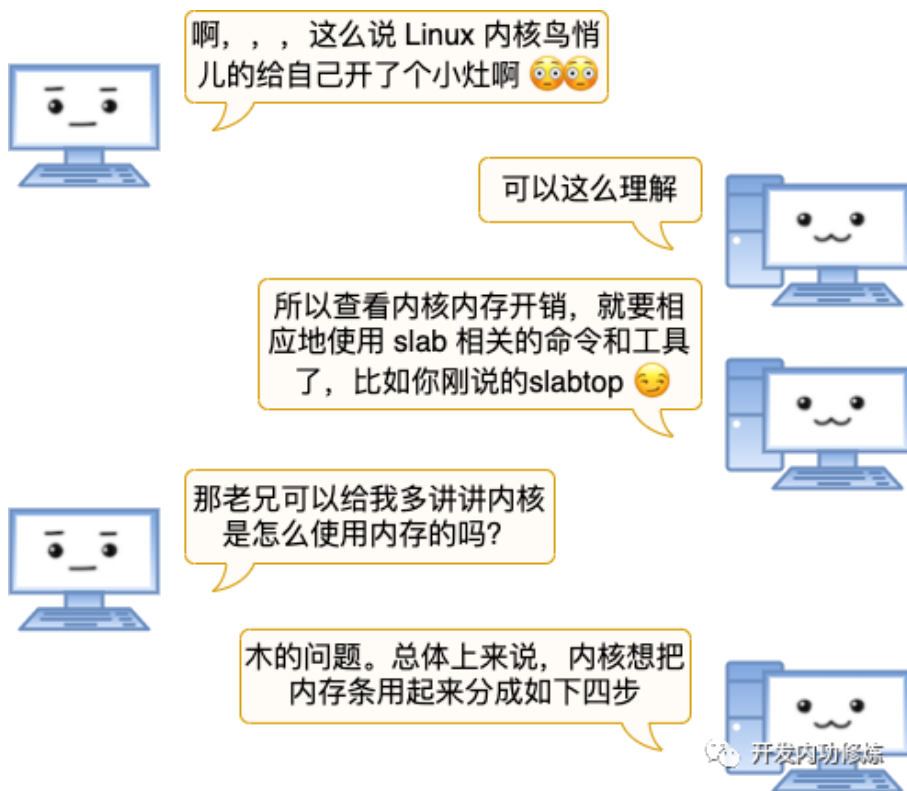 啊，，，这么说 Linux 内核鸟悄
儿的给自己开了个小灶啊 😳😳
可以这么理解
所以查看内核内存开销，就要相
应地使用 slab 相关的命令和工具
了，比如你刚说的slabtop 😏
那老兄可以给我多讲讲内核
是怎么使用内存的吗？
木的问题。总体上来说，内核想把
内存条用起来分成如下四步
开发内功修炼